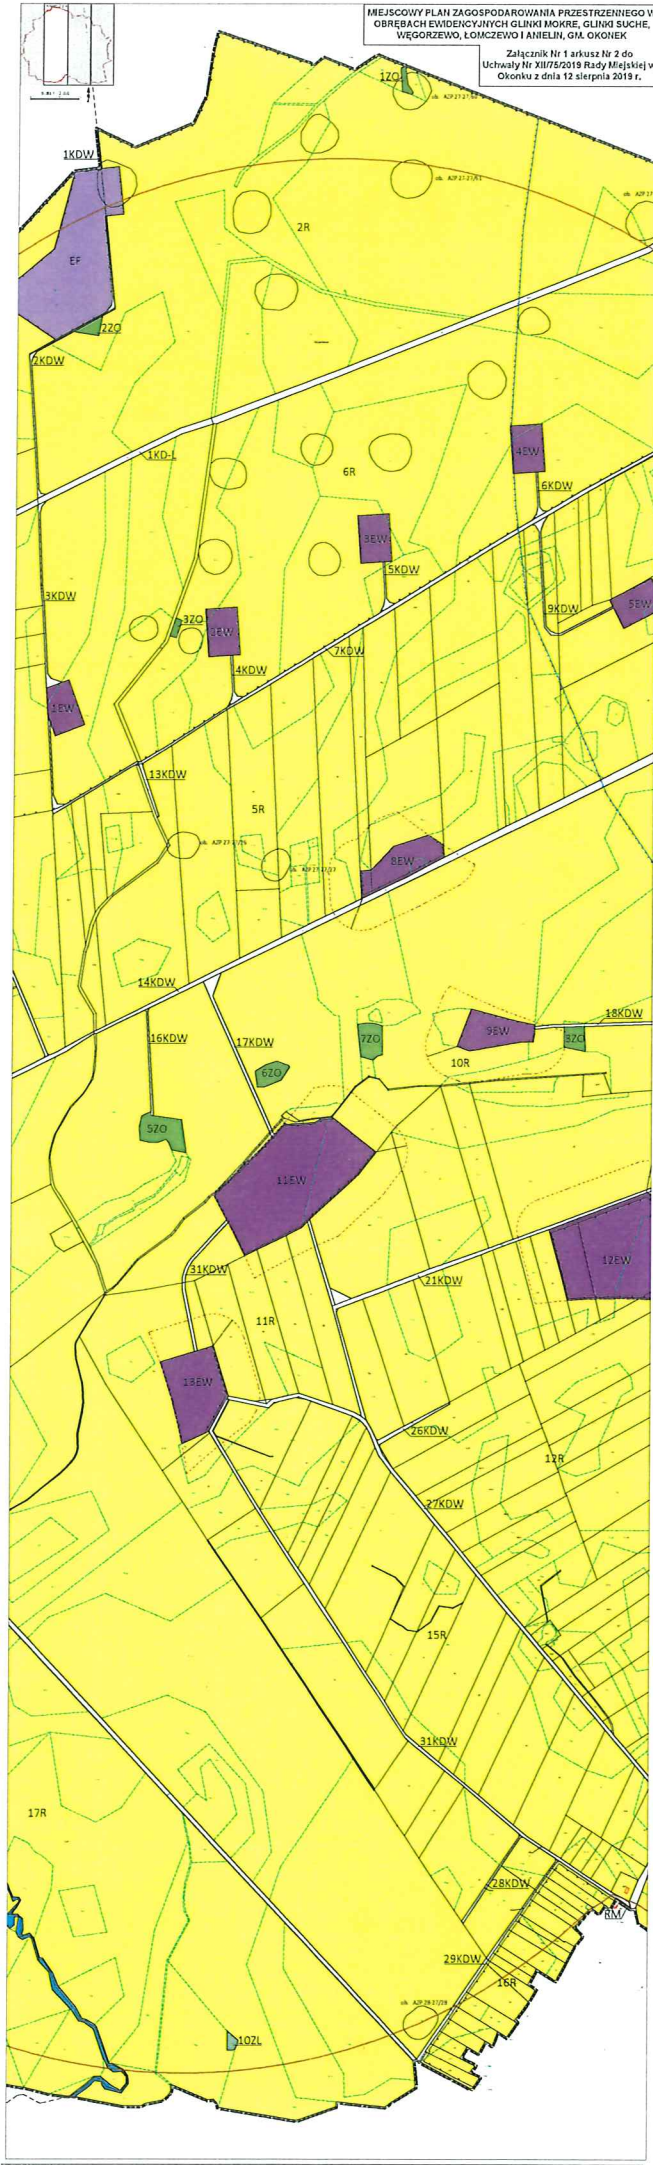 MIEJSCOWY PLAN ZAGOSPODAROWANIA PRZESTRZENNEGO W
OBRĘBACH EWIDENCYJNYCH GLINKI MOKRE, GLINKI SUCHE,
WĘGORZEWO, ŁOMCZEWO I ANIELIN, GM. OKONEK
Załącznik Nr 1 arkusz Nr 2 do
Uchwały Nr XII/75/2019 Rady Miejskiej w
Okonku z dnia 12 sierpnia 2019 r.
1ZO
1KDW
2R
EF
2ZO
2KDW
1KD-L
4EW
6R
6KDW
3EW
5KDW
3KDW
5EW
9KDW
3ZO
2EW
7KDW
4KDW
1EW
13KDW
5R
8EW
14KDW
18KDW
9EW
16KDW
17KDW
7ZO
10R
6ZO
5ZO
11EW
12EW
31KDW
21KDW
11R
13EW
26KDW
12R
27KDW
15R
31KDW
17R
28KDW
RM
29KDW
16R
10ZL